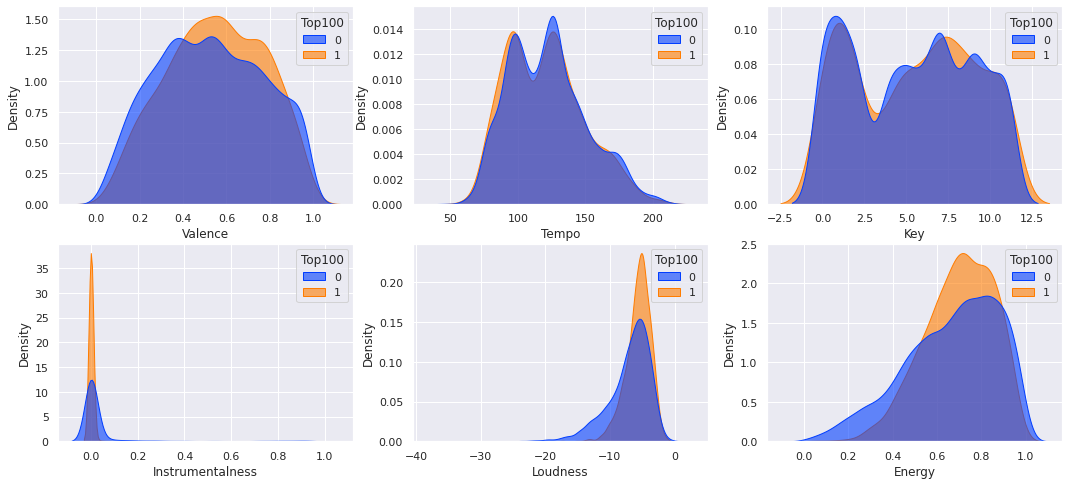 Top100
0
1
1.50
1.25
1.00
0.75
0.50
0.25
0.00
Density
0.0 0.2 0.4 0.6 0.8 1.0
Valence
Top100
0
1
0.014
0.012
0.010
0.008
0.006
0.004
0.002
0.000
Density
50 100 150 200
Tempo
Top100
0
1
0.10
0.08
0.06
0.04
0.02
0.00
Density
−2.5 0.0 2.5 5.0 7.5 10.0 12.5
Key
Top100
0
1
35
30
25
20
15
10
5
0
Density
0.0 0.2 0.4 0.6 0.8 1.0
Instrumentalness
Top100
0
1
0.20
0.15
0.10
0.05
0.00
Density
−40 −30 −20 −10 0
Loudness
Top100
0
1
2.5
2.0
1.5
1.0
0.5
0.0
Density
0.0 0.2 0.4 0.6 0.8 1.0
Energy